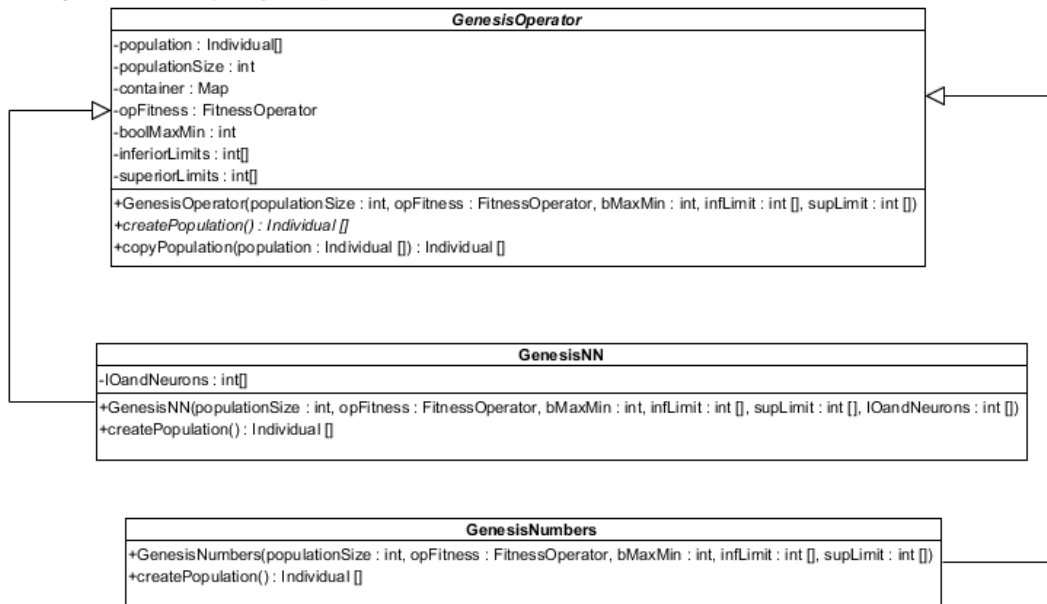 GenesisOperator
-population : Individual[]
-populationSize : int
-container : Map
-opFitness : FitnessOperator
-boolMaxMin : int
-inferiorLimits : int[]
-superiorLimits : int[]
+GenesisOperator(populationSize : int, opFitness : FitnessOperator, bMaxMin : int, infLimit : int [], supLimit : int [])
+createPopulation() : Individual []
+copyPopulation(population : Individual []) : Individual []
GenesisNN
-IOandNeurons : int[]
+GenesisNN(populationSize : int, opFitness : FitnessOperator, bMaxMin : int, infLimit : int [], supLimit : int [], IOandNeurons : int [])
+createPopulation() : Individual []
GenesisNumbers
+GenesisNumbers(populationSize : int, opFitness : FitnessOperator, bMaxMin : int, infLimit : int [], supLimit : int [])
+createPopulation() : Individual []